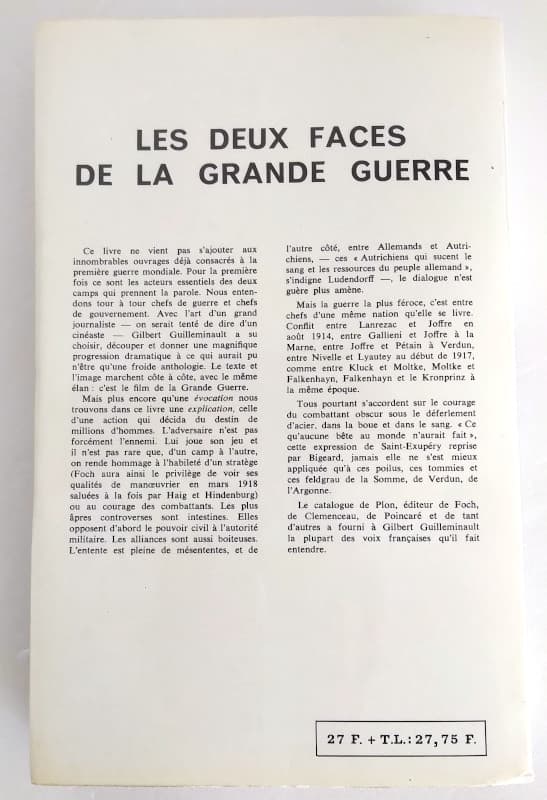 LES DEUX FACES
DE LA GRANDE GUERRE
Ce livre ne vient pas s'ajouter aux
innombrables ouvrages déjà consacrés à la
première guerre mondiale. Pour la première
fois ce sont les acteurs essentiels des deux
camps qui prennent la parole. Nous enten-
dons tour à tour chefs de guerre et chefs
de gouvernement. Avec l'art d'un grand
journaliste — on serait tenté de dire d'un
cinéaste — Gilbert Guilleminault a su
choisir, découper et donner une magnifique
progression dramatique à ce qui aurait pu
n'être qu'une froide anthologie. Le texte et
l'image marchent côte à côte, avec le même
élan : c'est le film de la Grande Guerre.
Mais plus encore qu'une évocation nous
trouvons dans ce livre une explication, celle
d'une action qui décida du destin de
millions d'hommes. L'adversaire n'est pas
forcément l'ennemi. Lui joue son jeu et
il n'est pas rare que, d'un camp à l'autre,
on rende hommage à l'habileté d'un stratège
(Foch aura ainsi le privilège de voir ses
qualités de manœuvrier en mars 1918
saluées à la fois par Haig et Hindenburg)
ou au courage des combattants. Les plus
âpres controverses sont intestines. Elles
opposent d'abord le pouvoir civil à l'autorité
militaire. Les alliances sont aussi boiteuses.
L'entente est pleine de mésententes, et de
l'autre côté, entre Allemands et Autri-
chiens, — ces « Autrichiens qui sucent le
sang et les ressources du peuple allemand »,
s'indigne Ludendorff —, le dialogue n'est
guère plus amène.
Mais la guerre la plus féroce, c'est entre
chefs d'une même nation qu'elle se livre.
Conflit entre Lanrezac et Joffre en
août 1914, entre Gallieni et Joffre à la
Marne, entre Joffre et Pétain à Verdun,
entre Nivelle et Lyautey au début de 1917,
comme entre Kluck et Moltke, Moltke et
Falkenhayn, Falkenhayn et le Kronprinz à
la même époque.
Tous pourtant s'accordent sur le courage
du combattant obscur sous le déferlement
d'acier, dans la boue et dans le sang. « Ce
qu'aucune bête au monde n'aurait fait »,
cette expression de Saint-Exupéry reprise
par Bigeard, jamais elle ne s'est mieux
appliquée qu'à ces poilus, ces tommies et
ces feldgrau de la Somme, de Verdun, de
l'Argonne.
Le catalogue de Plon, éditeur de Foch,
de Clemenceau, de Poincaré et de tant
d'autres a fourni à Gilbert Guilleminault
la plupart des voix françaises qu'il fait
entendre.
27 F. + T.L.: 27,75 F.